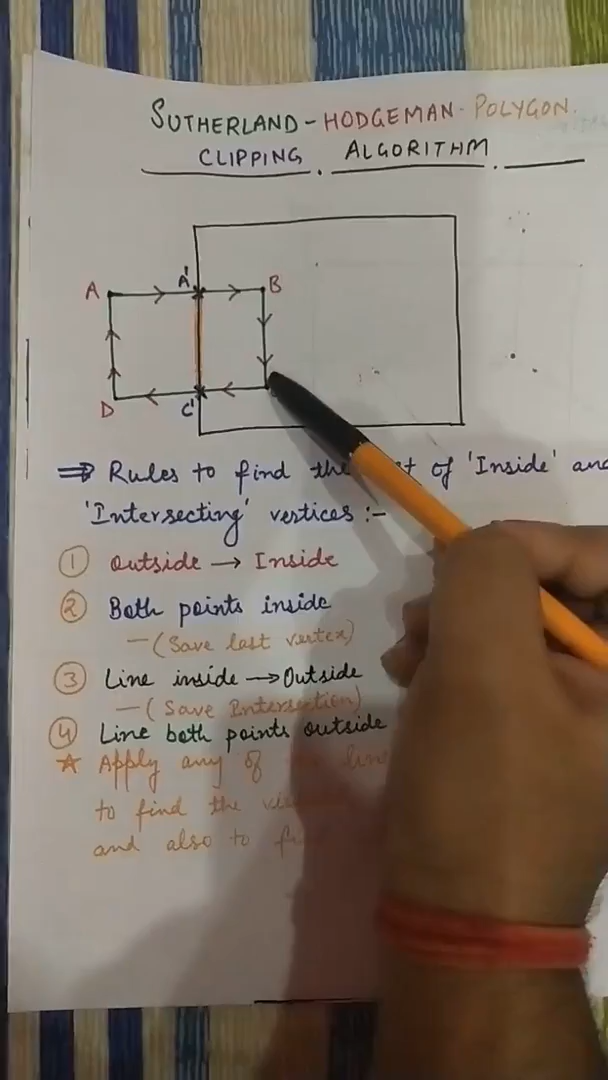 SUTHERLAND-HODGEMAN-POLYGON
CLIPPING ALGORITHM
A A' B
D C'
⇒ Rules to find the of 'Inside' and
'Intersecting' vertices :-
① Outside → Inside
② Both points inside
- (Save last vertex)
③ Line inside → Outside
- (Save Intersection)
④ Line both points outside
☆ Apply any of line
to find the
and also to